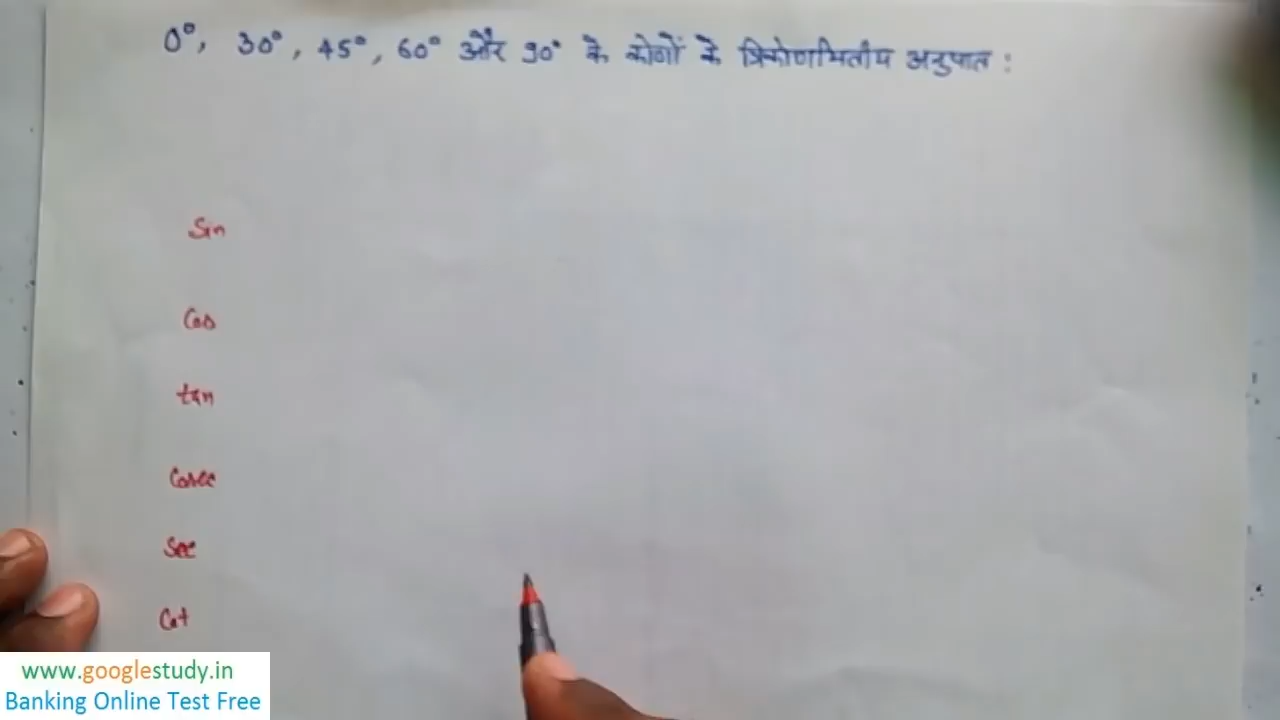 0°, 30°, 45°, 60° और 90° के कोणों के त्रिकोणमितीय अनुपात :
Sin
Cos
tan
Cosec
Sec
Cot
www.googlestudy.in
Banking Online Test Free